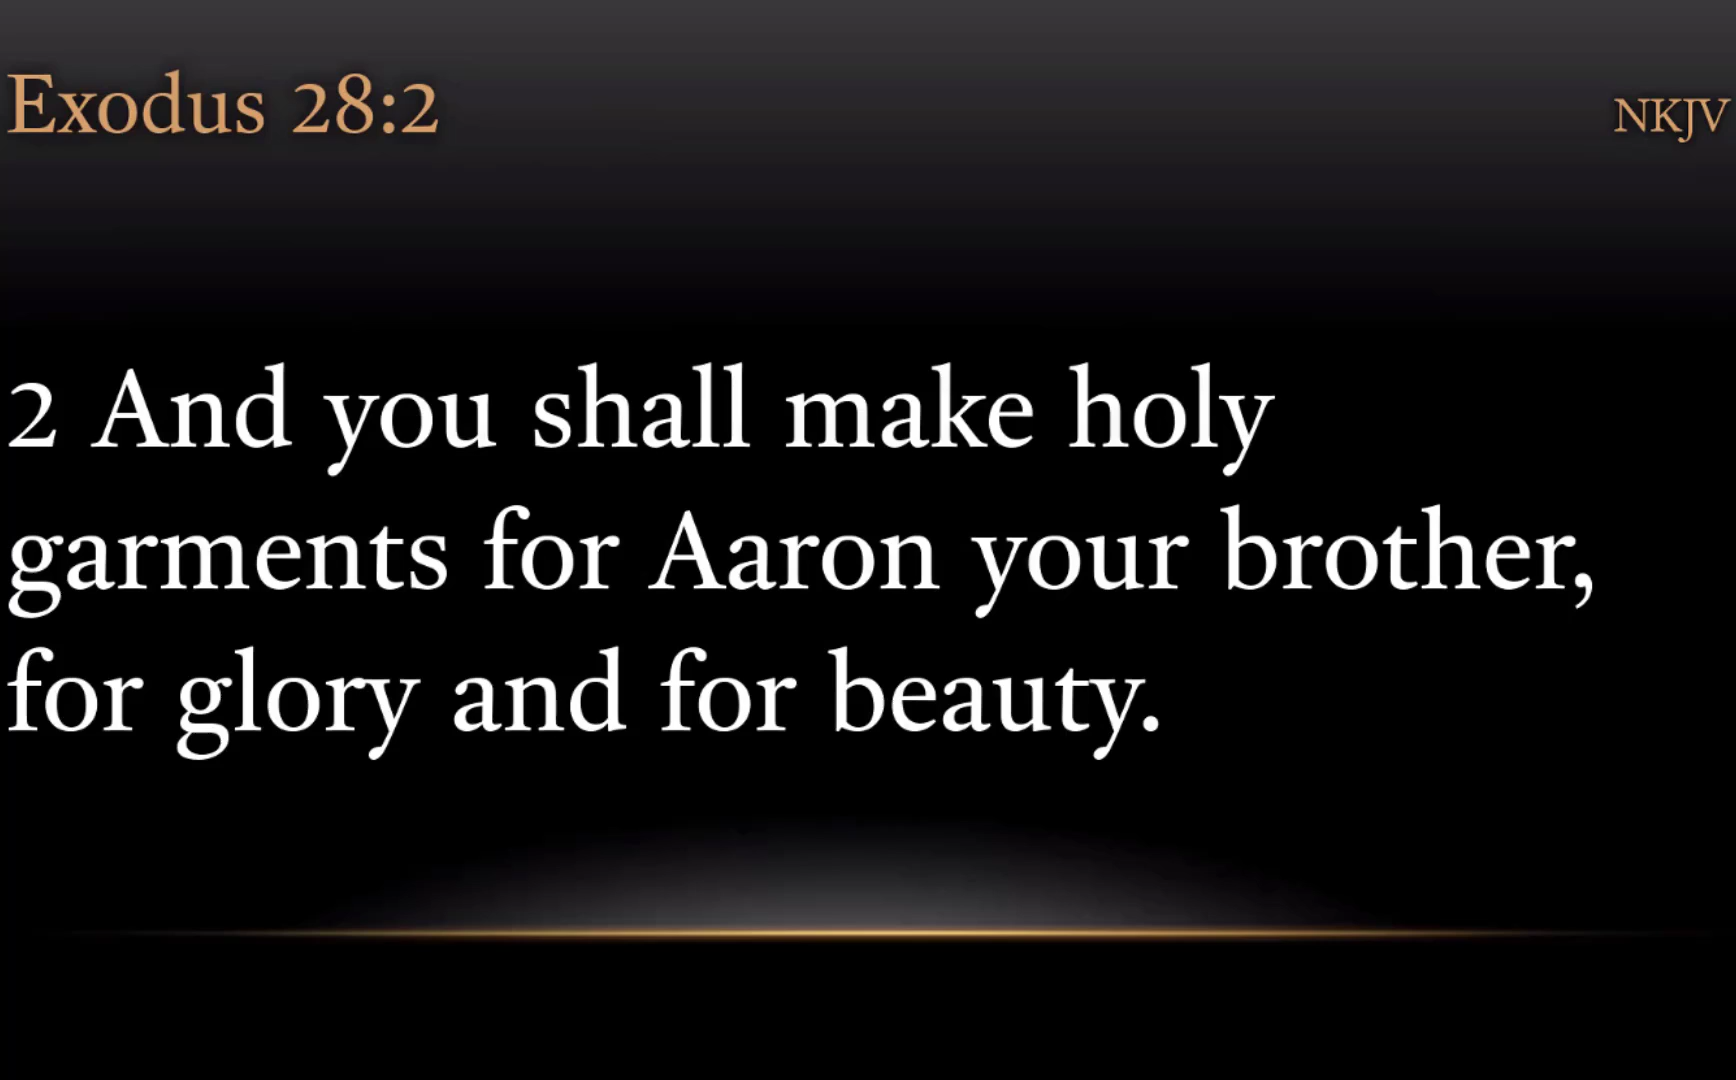 Exodus 28:2 NKJV
2 And you shall make holy
garments for Aaron your brother,
for glory and for beauty.